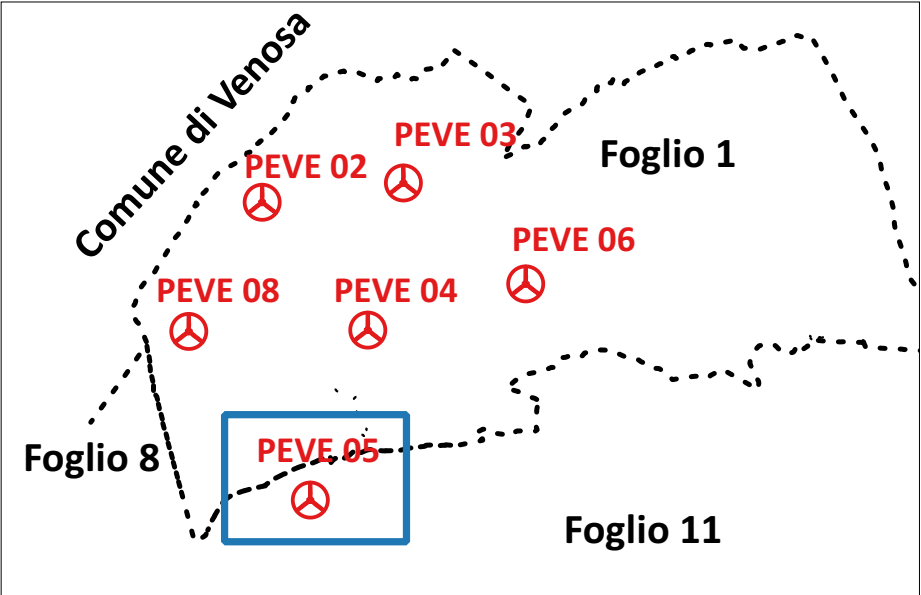 Comune di Venosa
PEVE 03
PEVE 02
Foglio 1
PEVE 06
PEVE 08
PEVE 04
PEVE 05
Foglio 8
Foglio 11